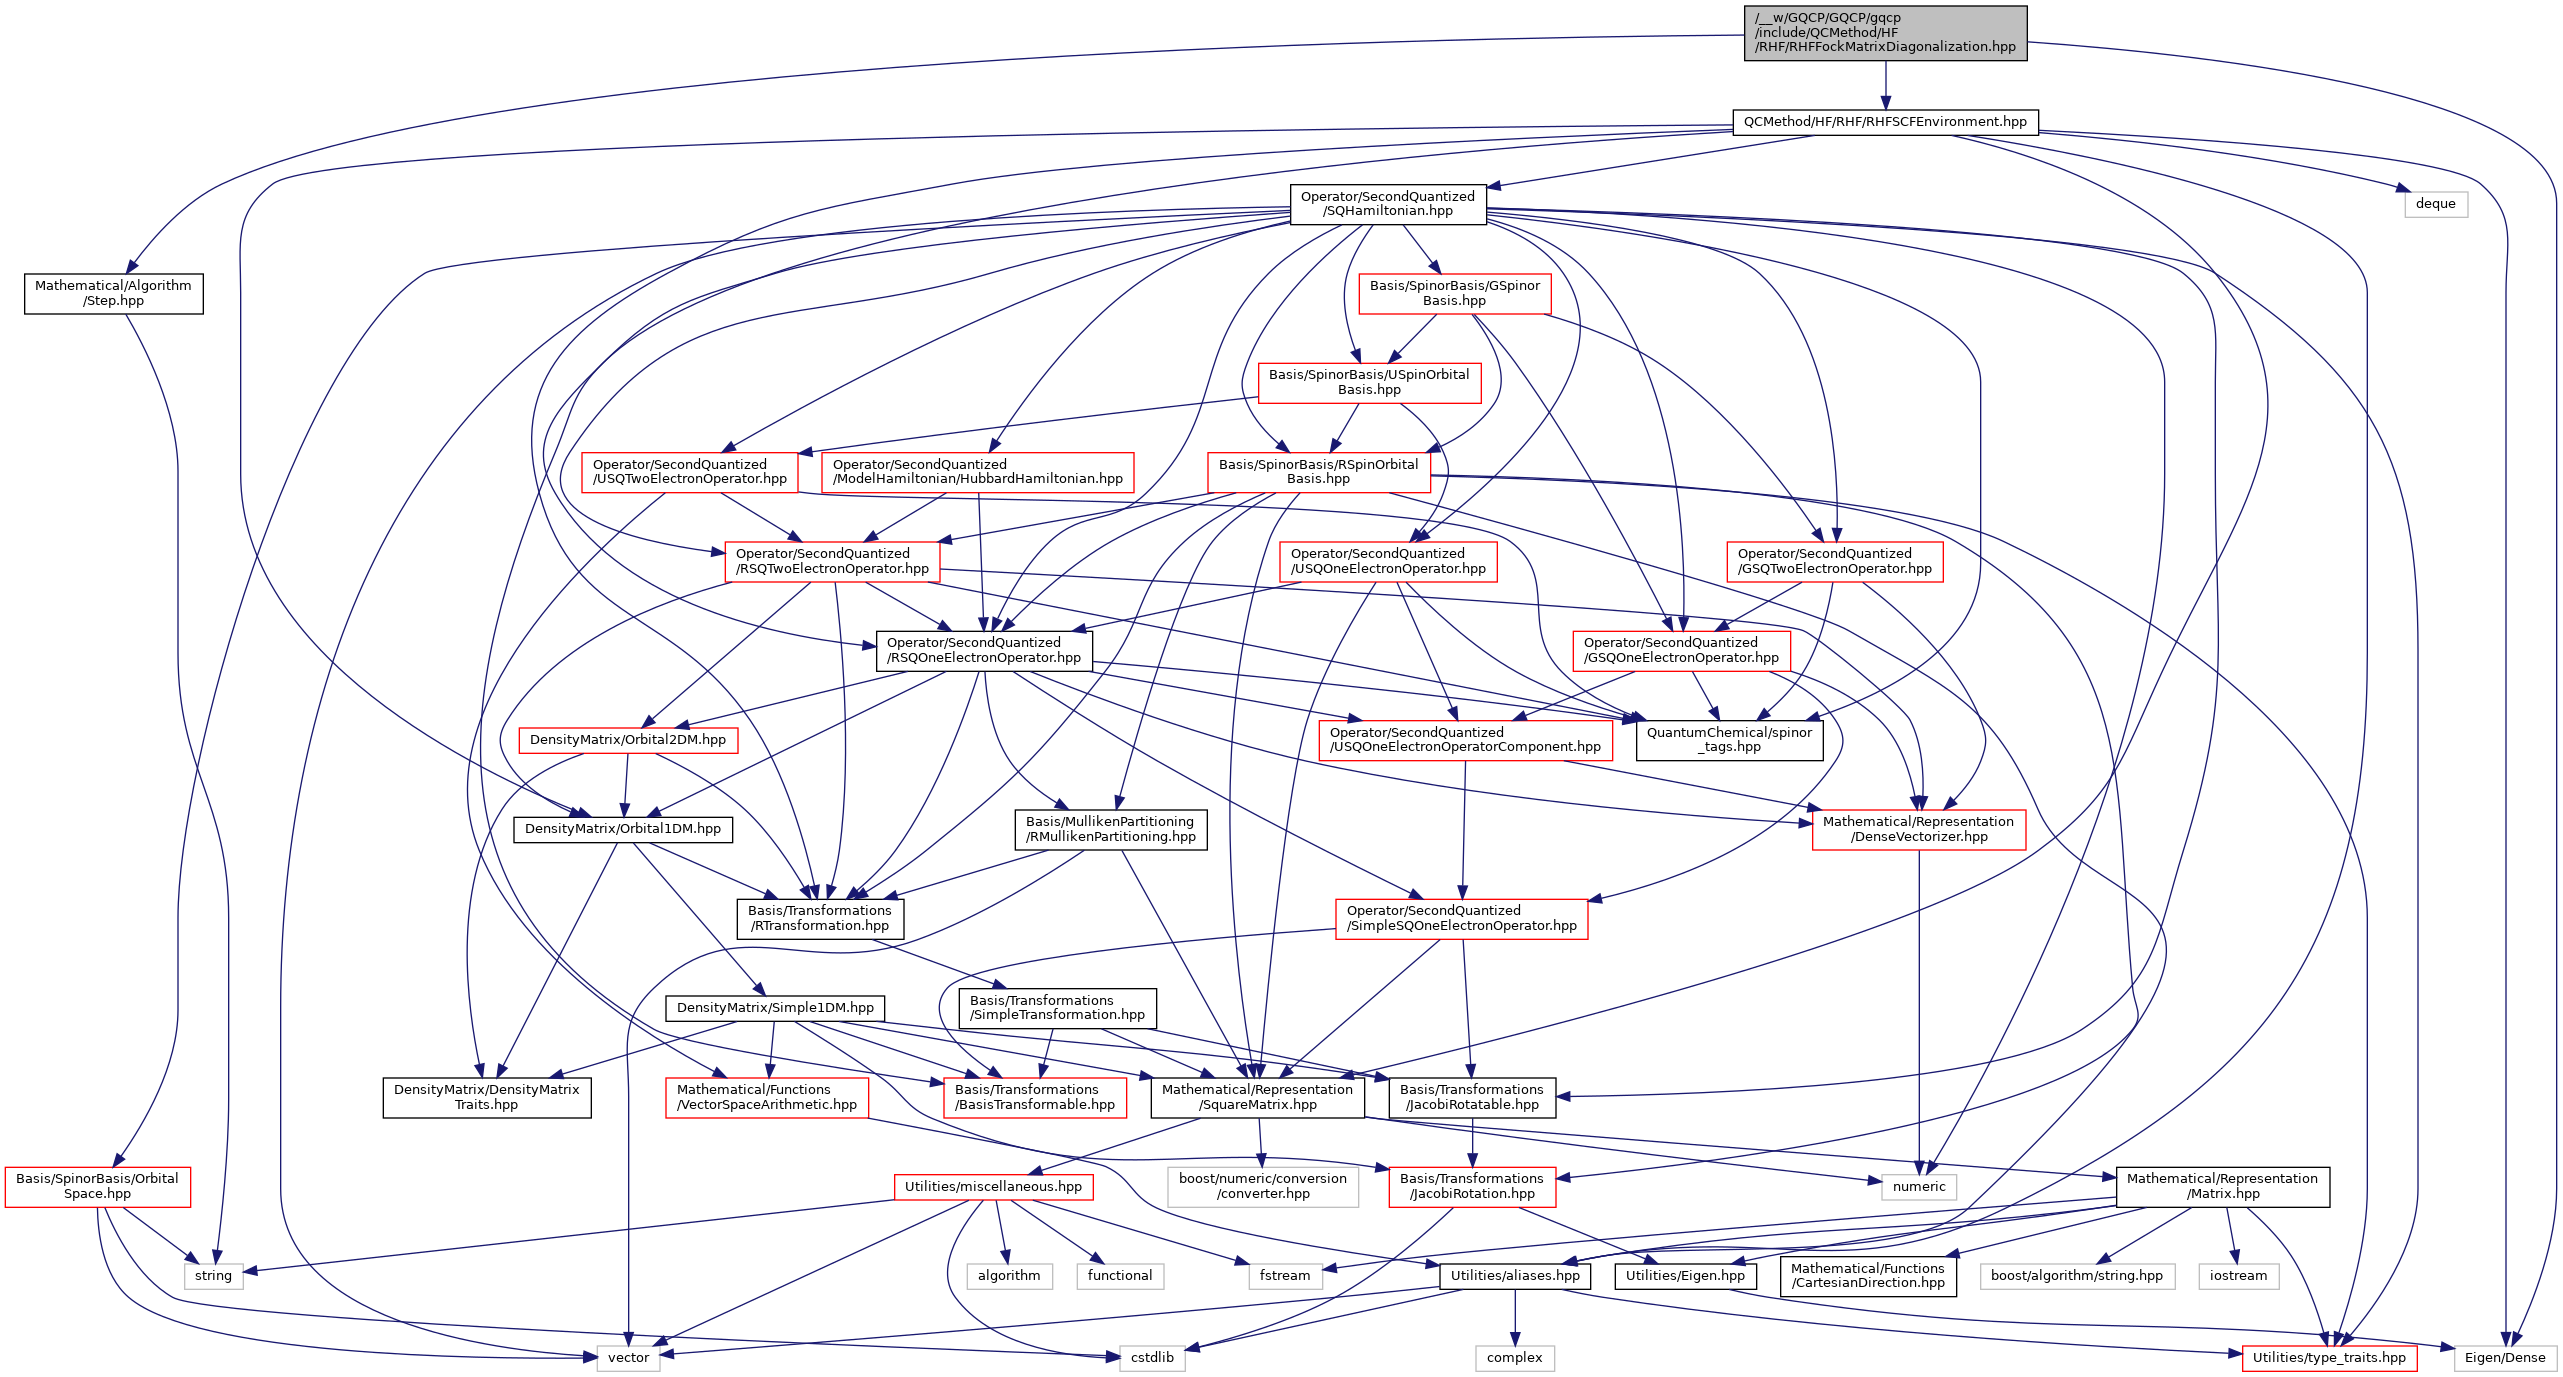 /__w/GQCP/GQCP/gqcp
/include/QCMethod/HF
/RHF/RHFFockMatrixDiagonalization.hpp
QCMethod/HF/RHF/RHFSCFEnvironment.hpp
Operator/SecondQuantized
/SQHamiltonian.hpp
deque
Mathematical/Algorithm
/Step.hpp
Basis/SpinorBasis/GSpinor
Basis.hpp
Basis/SpinorBasis/USpinOrbital
Basis.hpp
Operator/SecondQuantized
/USQTwoElectronOperator.hpp
Operator/SecondQuantized
/ModelHamiltonian/HubbardHamiltonian.hpp
Basis/SpinorBasis/RSpinOrbital
Basis.hpp
Operator/SecondQuantized
/RSQTwoElectronOperator.hpp
Operator/SecondQuantized
/USQOneElectronOperator.hpp
Operator/SecondQuantized
/GSQTwoElectronOperator.hpp
Operator/SecondQuantized
/RSQOneElectronOperator.hpp
Operator/SecondQuantized
/GSQOneElectronOperator.hpp
DensityMatrix/Orbital2DM.hpp
Operator/SecondQuantized
/USQOneElectronOperatorComponent.hpp
QuantumChemical/spinor
_tags.hpp
DensityMatrix/Orbital1DM.hpp
Basis/MullikenPartitioning
/RMullikenPartitioning.hpp
Mathematical/Representation
/DenseVectorizer.hpp
Basis/Transformations
/RTransformation.hpp
Operator/SecondQuantized
/SimpleSQOneElectronOperator.hpp
DensityMatrix/Simple1DM.hpp
Basis/Transformations
/SimpleTransformation.hpp
DensityMatrix/DensityMatrix
Traits.hpp
Mathematical/Functions
/VectorSpaceArithmetic.hpp
Basis/Transformations
/BasisTransformable.hpp
Mathematical/Representation
/SquareMatrix.hpp
Basis/Transformations
/JacobiRotatable.hpp
Basis/SpinorBasis/Orbital
Space.hpp
Utilities/miscellaneous.hpp
boost/numeric/conversion
/converter.hpp
Basis/Transformations
/JacobiRotation.hpp
numeric
Mathematical/Representation
/Matrix.hpp
string
algorithm
functional
fstream
Utilities/aliases.hpp
Utilities/Eigen.hpp
Mathematical/Functions
/CartesianDirection.hpp
boost/algorithm/string.hpp
iostream
vector
cstdlib
complex
Utilities/type_traits.hpp
Eigen/Dense